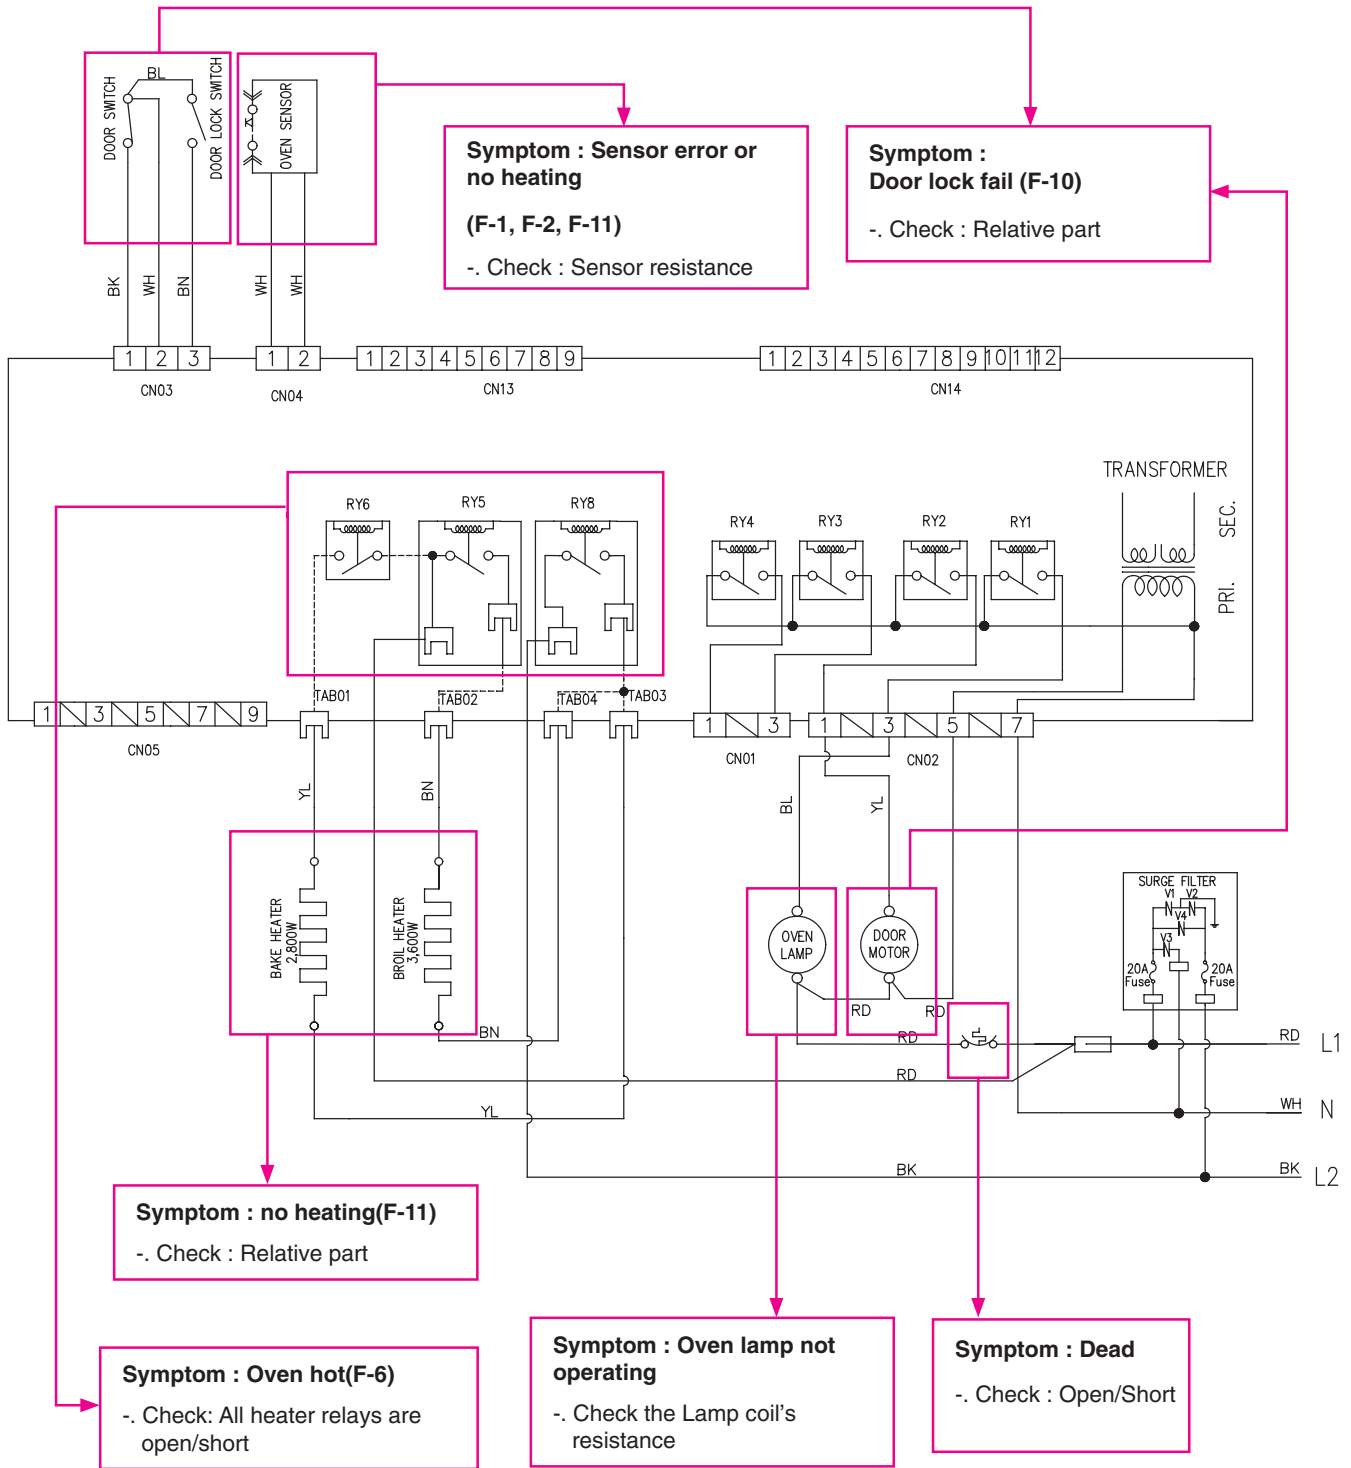 BL
DOOR SWITCH
DOOR LOCK SWITCH
OVEN SENSOR
Symptom : Sensor error or
no heating
(F-1, F-2, F-11)
-. Check : Sensor resistance
Symptom :
Door lock fail (F-10)
-. Check : Relative part
BK
WH
BN
WH
WH
1 2 3
1 2
1 2 3 4 5 6 7 8 9
1 2 3 4 5 6 7 8 9 10 11 12
CN03
CN04
CN13
CN14
TRANSFORMER
SEC.
PRI.
RY6
RY5
RY8
RY4
RY3
RY2
RY1
TAB01
TAB02
TAB04
TAB03
1 3 5 7 9
1 3
1 3 5 7
CN05
CN01
CN02
YL
BN
BL
YL
BAKE HEATER
2,800W
BROIL HEATER
3,600W
OVEN
LAMP
DOOR
MOTOR
SURGE FILTER
V1 V2
V4
V3
20A
Fuse
20A
Fuse
RD
RD
BN
RD
RD L1
RD
YL
WH N
BK
BK L2
Symptom : no heating(F-11)
-. Check : Relative part
Symptom : Oven hot(F-6)
-. Check: All heater relays are
open/short
Symptom : Oven lamp not
operating
-. Check the Lamp coil's
resistance
Symptom : Dead
-. Check : Open/Short